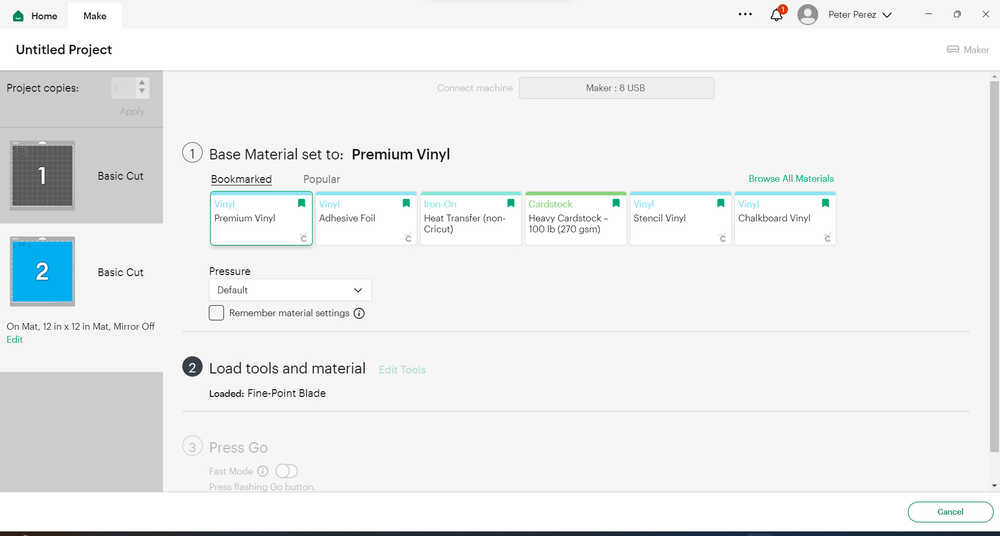 Home
Make
1
Peter Perez
Untitled Project
Maker
Project copies:
Apply
1
Basic Cut
2
Basic Cut
On Mat, 12 in x 12 in Mat, Mirror Off
Edit
Connect machine
Maker : 8 USB
1 Base Material set to: Premium Vinyl
Bookmarked
Popular
Browse All Materials
Vinyl
Premium Vinyl
C
Vinyl
Adhesive Foil
C
Iron-On
Heat Transfer (non-
Cricut)
Cardstock
Heavy Cardstock –
100 lb (270 gsm)
Vinyl
Stencil Vinyl
C
Vinyl
Chalkboard Vinyl
C
Pressure
Default
Remember material settings
2 Load tools and material Edit Tools
Loaded: Fine-Point Blade
3 Press Go
Fast Mode
Press flashing Go button.
Cancel